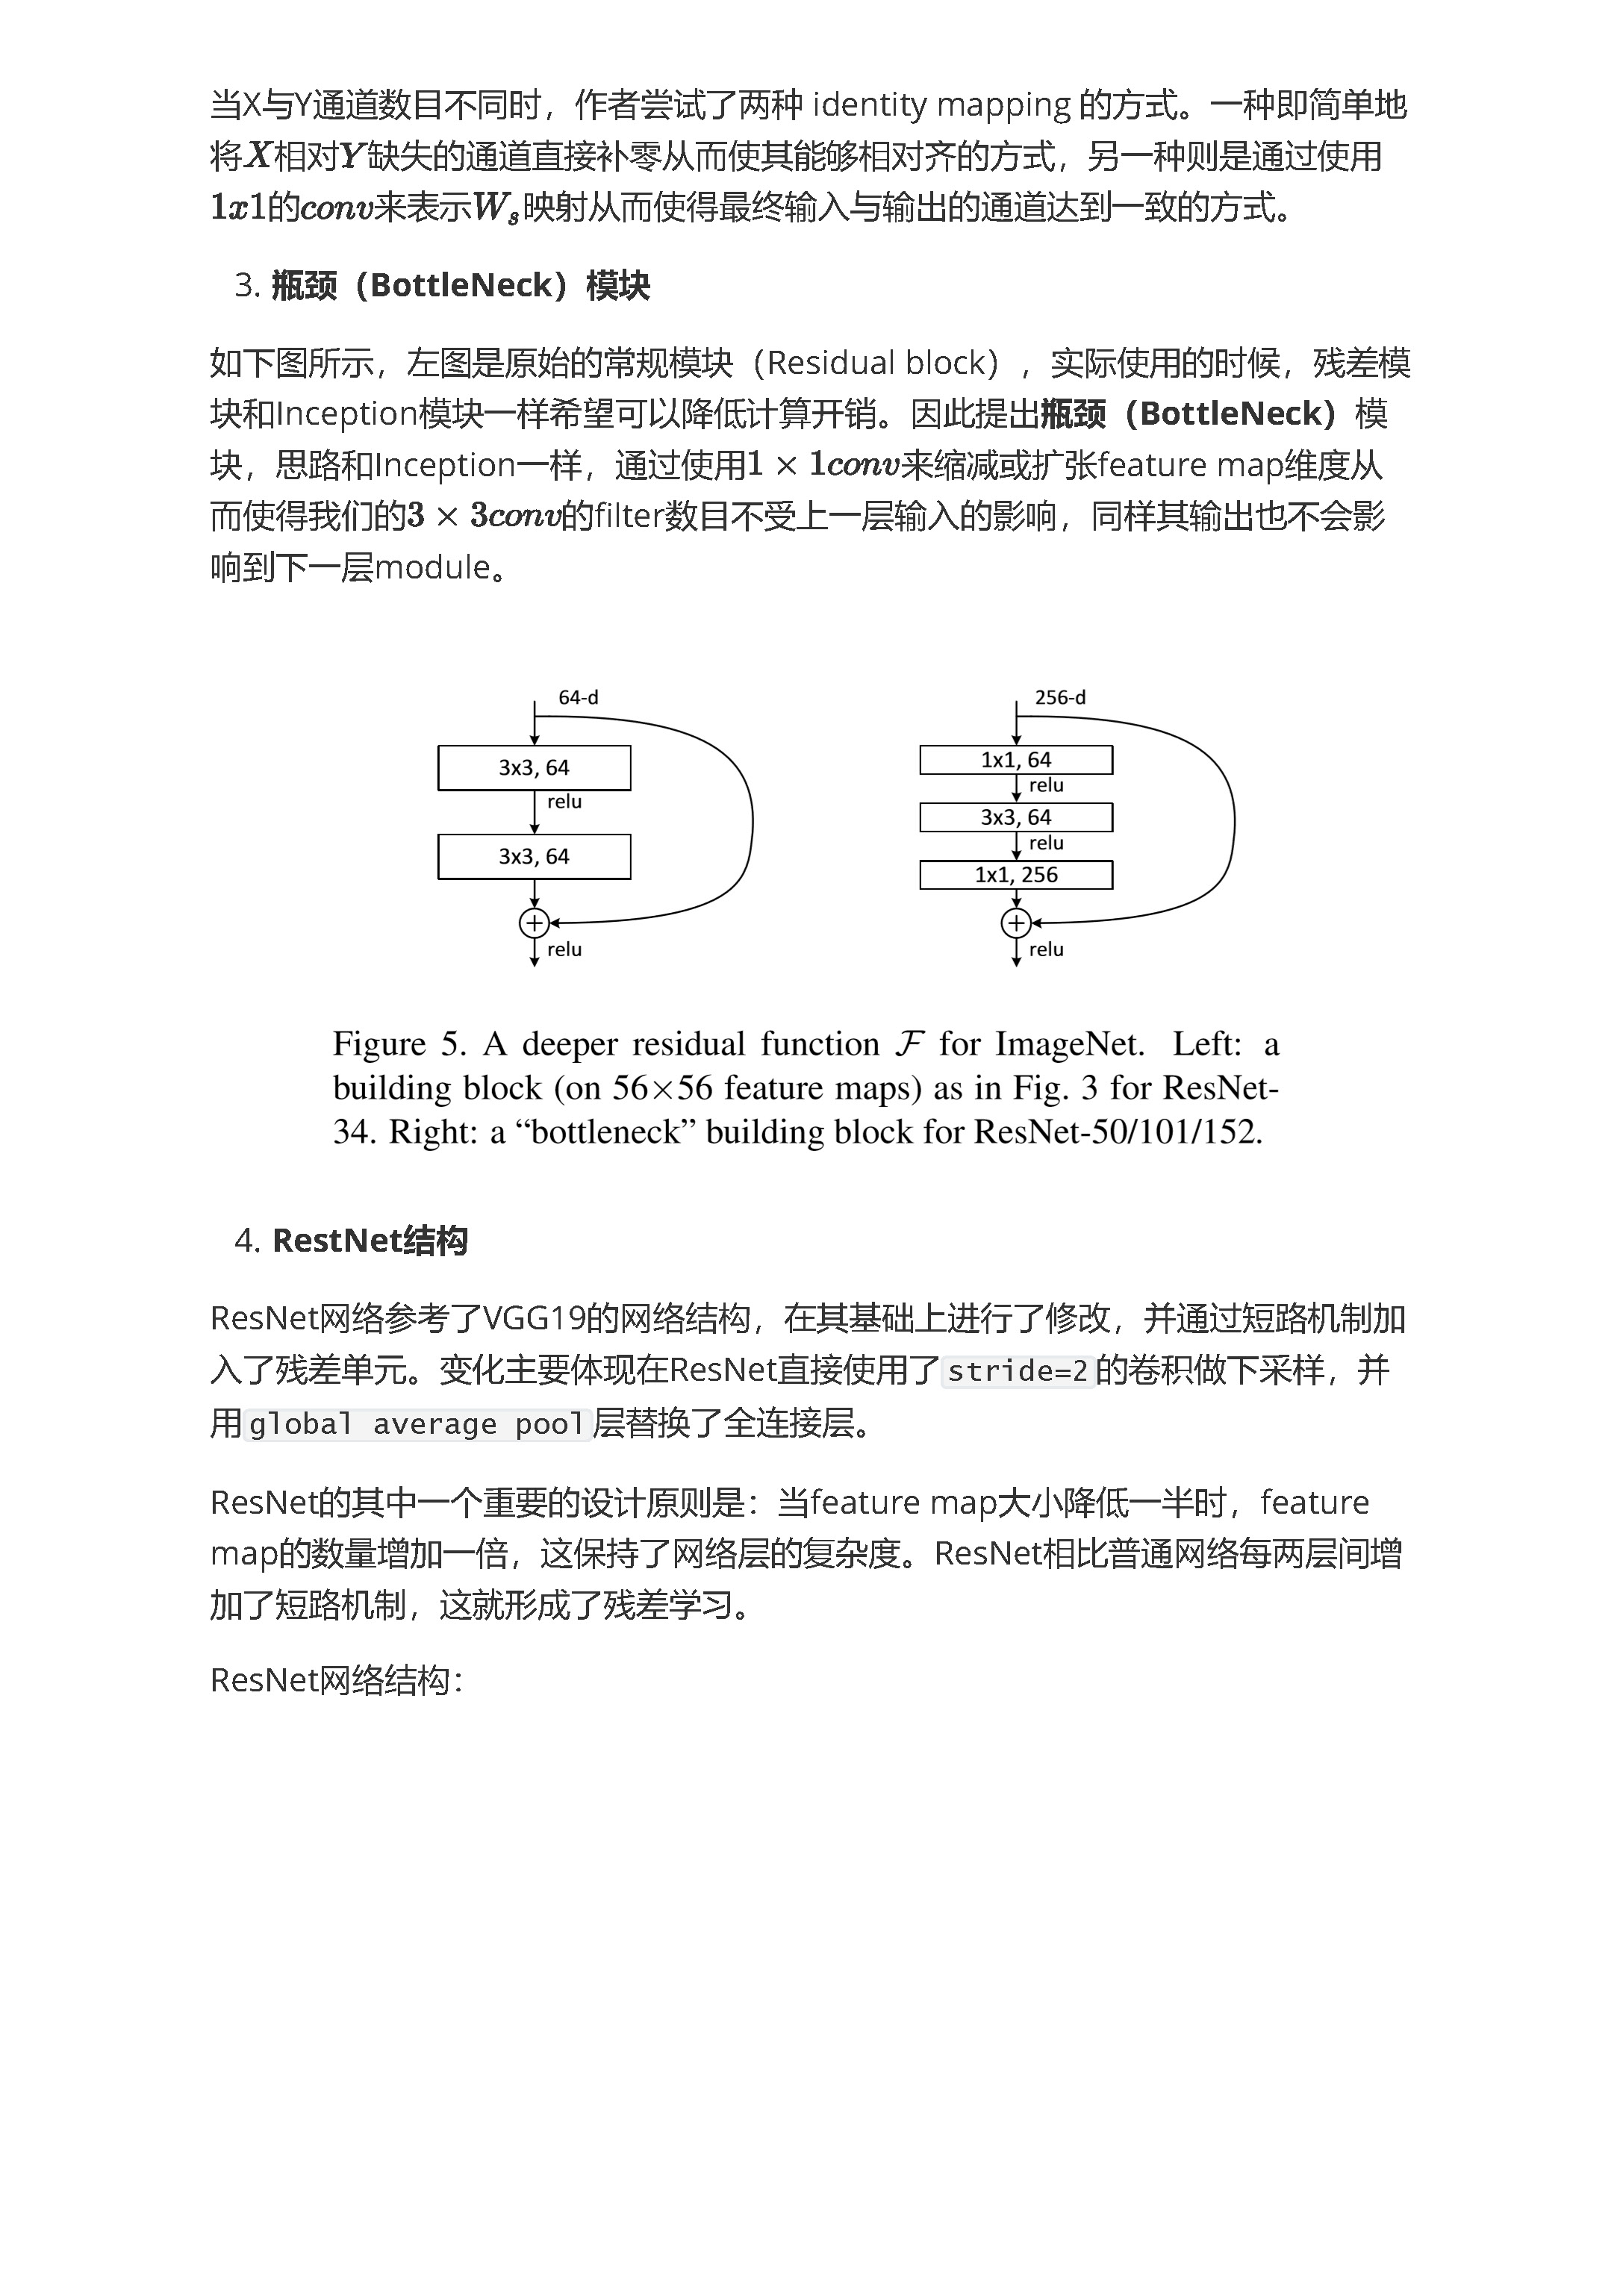 当X与Y通道数目不同时，作者尝试了两种 identity mapping 的方式。一种即简单地
将X相对Y缺失的通道直接补零从而使其能够相对齐的方式，另一种则是通过使用
1x1的conv来表示Ws映射从而使得最终输入与输出的通道达到一致的方式。
3. 瓶颈（BottleNeck）模块
如下图所示，左图是原始的常规模块（Residual block），实际使用的时候，残差模
块和Inception模块一样希望可以降低计算开销。因此提出瓶颈（BottleNeck）模
块，思路和Inception一样，通过使用1 × 1conv来缩减或扩张feature map维度从
而使得我们的3 × 3conv的filter数目不受上一层输入的影响，同样其输出也不会影
响到下一层module。
64-d
3x3, 64
relu
3x3, 64
relu
256-d
1x1, 64
relu
3x3, 64
relu
1x1, 256
relu
Figure 5. A deeper residual function F for ImageNet. Left: a
building block (on 56×56 feature maps) as in Fig. 3 for ResNet-
34. Right: a “bottleneck” building block for ResNet-50/101/152.
4. RestNet结构
ResNet网络参考了VGG19的网络结构，在其基础上进行了修改，并通过短路机制加
入了残差单元。变化主要体现在ResNet直接使用了stride=2的卷积做下采样，并
用global average pool层替换了全连接层。
ResNet的其中一个重要的设计原则是：当feature map大小降低一半时，feature
map的数量增加一倍，这保持了网络层的复杂度。ResNet相比普通网络每两层间增
加了短路机制，这就形成了残差学习。
ResNet网络结构：